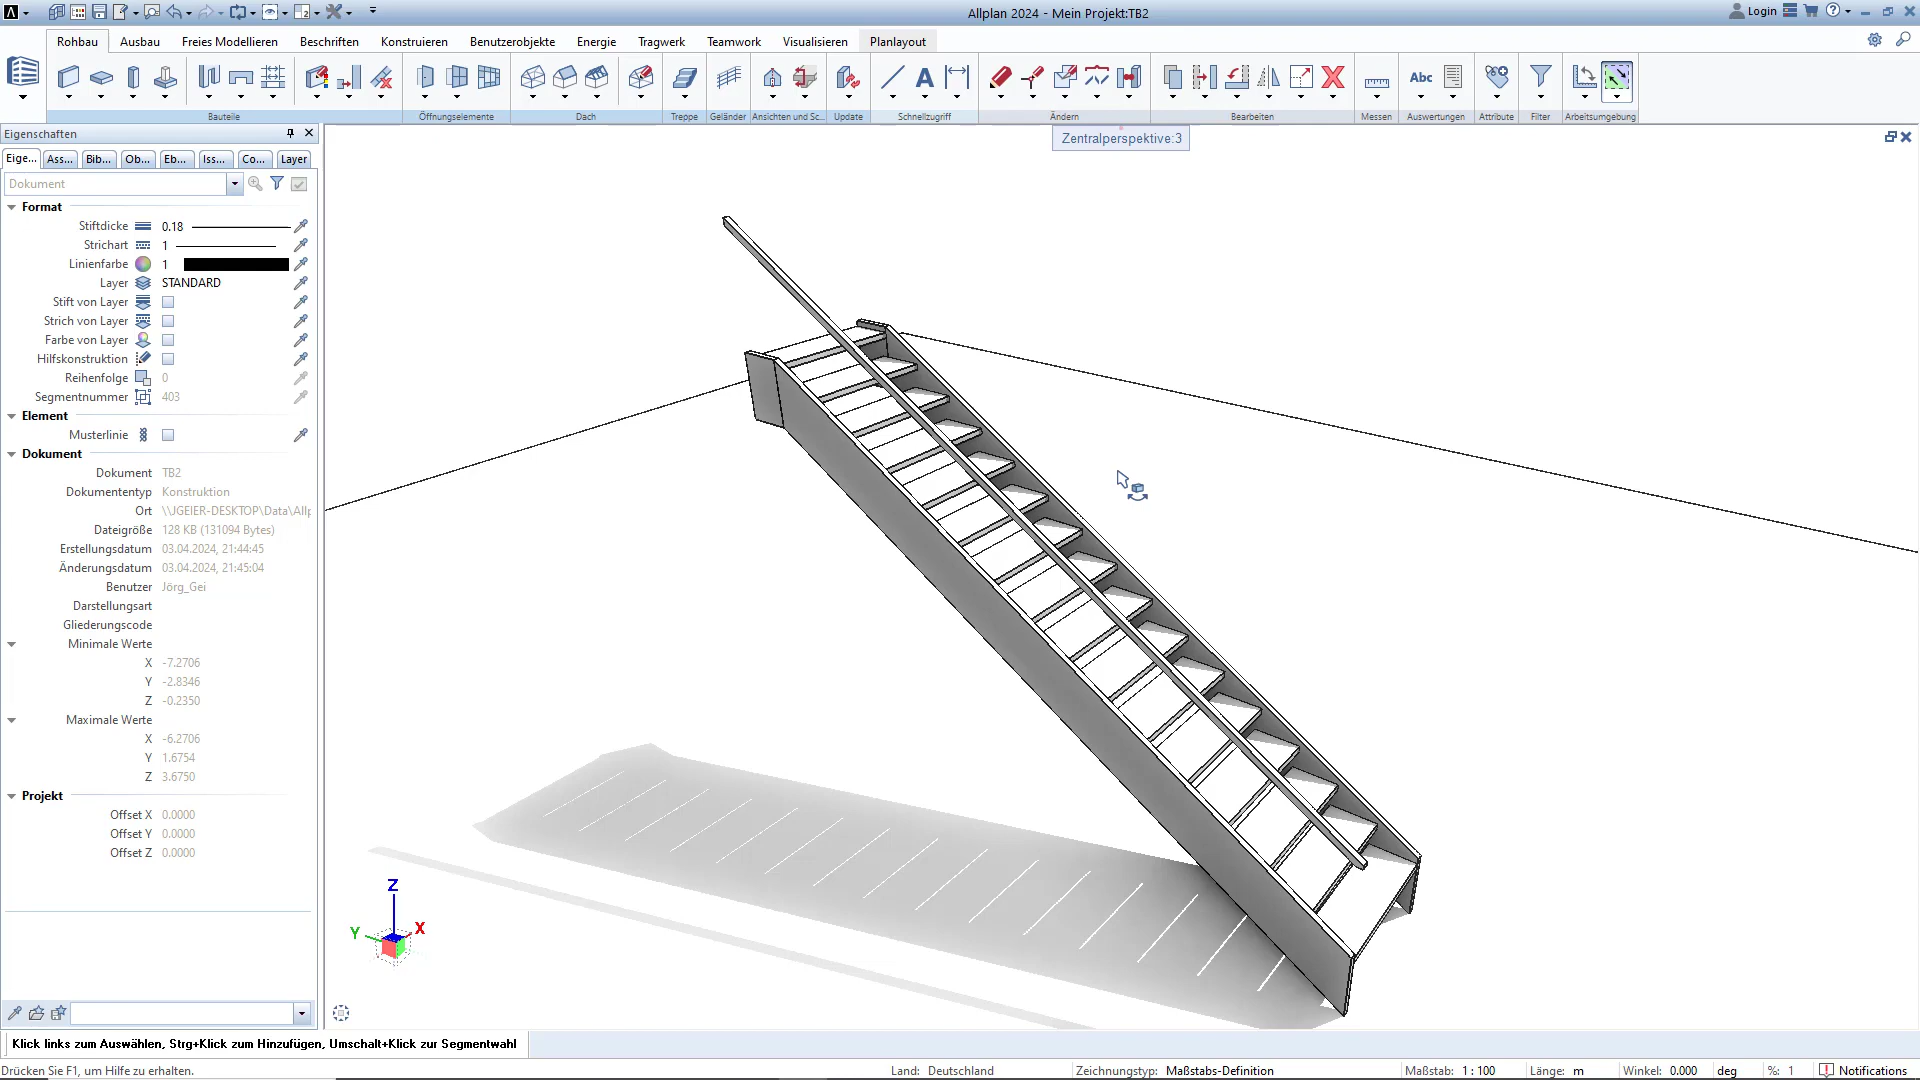 Allplan 2024 - Mein Projekt:TB2
Login
Rohbau Ausbau Freies Modellieren Beschriften Konstruieren Benutzerobjekte Energie Tragwerk Teamwork Visualisieren Planlayout
Abc
Bauteile Öffnungselemente Dach Treppe Geländer Ansichten und Sc... Update Schnellzugriff Ändern Bearbeiten Messen Auswertungen Attribute Filter Arbeitsumgebung
Eigenschaften
Zentralperspektive:3
Eige... Ass... Bib... Ob... Eb... Iss... Co... Layer
Dokument
Format
Stiftdicke 0.18
Strichart 1
Linienfarbe 1
Layer STANDARD
Stift von Layer
Strich von Layer
Farbe von Layer
Hilfskonstruktion
Reihenfolge 0
Segmentnummer 403
Element
Musterlinie
Dokument
Dokument TB2
Dokumententyp Konstruktion
Ort \\JGEIER-DESKTOP\Data\Allp
Dateigröße 128 KB (131094 Bytes)
Erstellungsdatum 03.04.2024, 21:44:45
Änderungsdatum 03.04.2024, 21:45:04
Benutzer Jörg_Gei
Darstellungsart
Gliederungscode
Minimale Werte
X -7.2706
Y -2.8346
Z -0.2350
Maximale Werte
X -6.2706
Y 1.6754
Z 3.6750
Projekt
Offset X 0.0000
Offset Y 0.0000
Offset Z 0.0000
Z
Y X
Klick links zum Auswählen, Strg+Klick zum Hinzufügen, Umschalt+Klick zur Segmentwahl
Drücken Sie F1, um Hilfe zu erhalten. Land: Deutschland Zeichnungstyp: Maßstabs-Definition Maßstab: 1 : 100 Länge: m Winkel: 0.000 deg %: 1 Notifications